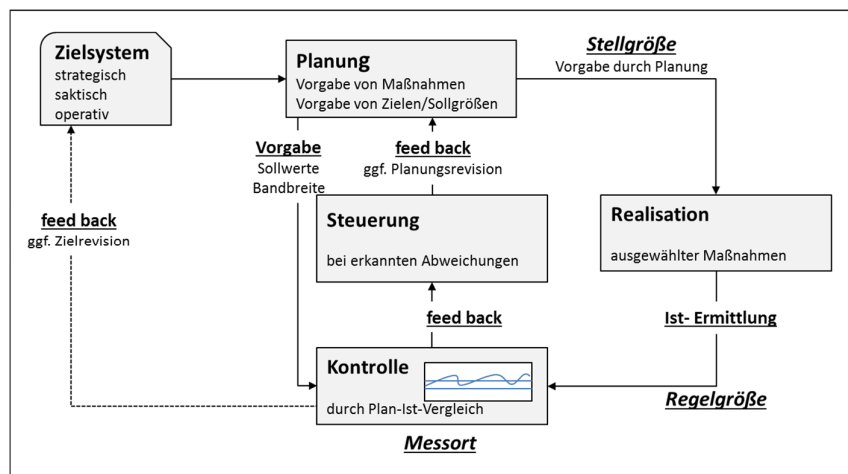 Zielsystem
strategisch
saktisch
operativ
Planung
Vorgabe von Maßnahmen
Vorgabe von Zielen/Sollgrößen
Stellgröße
Vorgabe durch Planung
Vorgabe
Sollwerte
Bandbreite
feed back
ggf. Planungsrevision
feed back
ggf. Zielrevision
Steuerung
bei erkannten Abweichungen
Realisation
ausgewählter Maßnahmen
feed back
Ist- Ermittlung
Kontrolle
durch Plan-Ist-Vergleich
Regelgröße
Messort